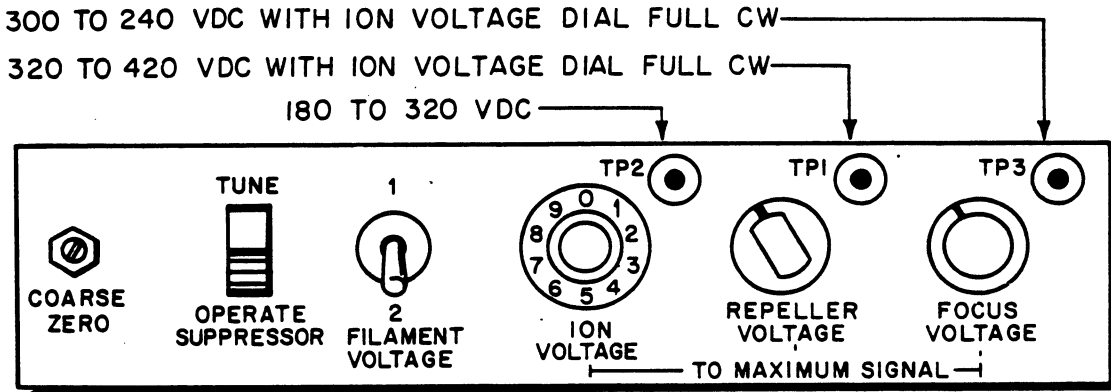 300 TO 240 VDC WITH ION VOLTAGE DIAL FULL CW
320 TO 420 VDC WITH ION VOLTAGE DIAL FULL CW
180 TO 320 VDC
TP2
TP1
TP3
TUNE
1
9 0 1
8 2
7 3
6 5 4
COARSE
ZERO
OPERATE
SUPPRESSOR
2
FILAMENT
VOLTAGE
ION
VOLTAGE
REPELLER
VOLTAGE
FOCUS
VOLTAGE
TO MAXIMUM SIGNAL